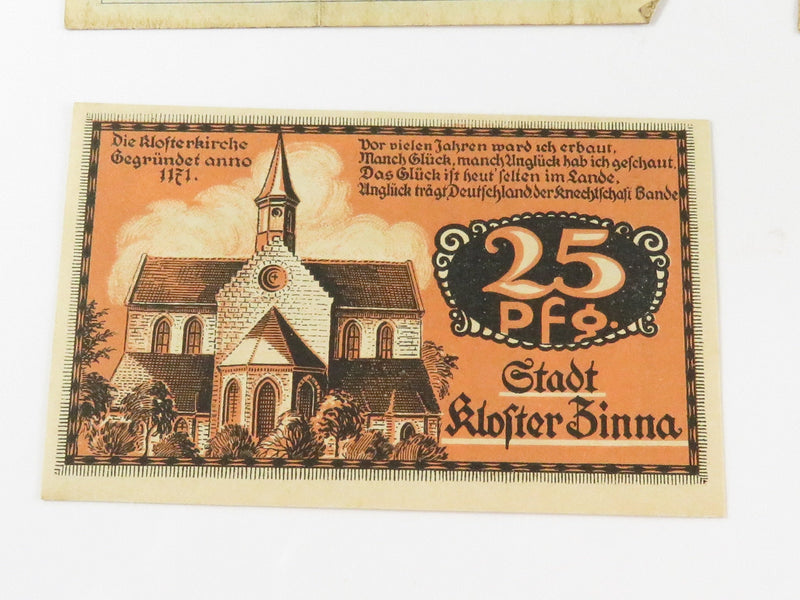 Die Klosterkirche
Gegründet anno
1171.
Vor vielen Jahren ward ich erbaut,
Manch Glück, manch Unglück hab ich geschaut.
Das Glück ist heut' selten im Lande,
Unglück trägt Deutschland der Knechtschaft Bande
25
Pfg.
Stadt
Kloster Zinna